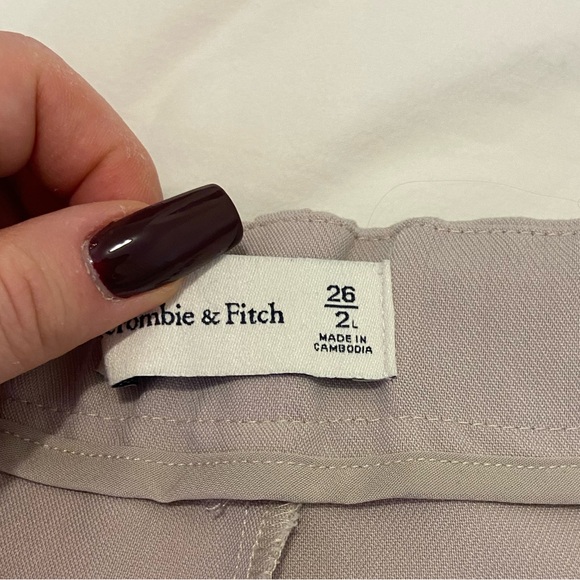 rombie & Fitch
26
2L
MADE IN
CAMBODIA